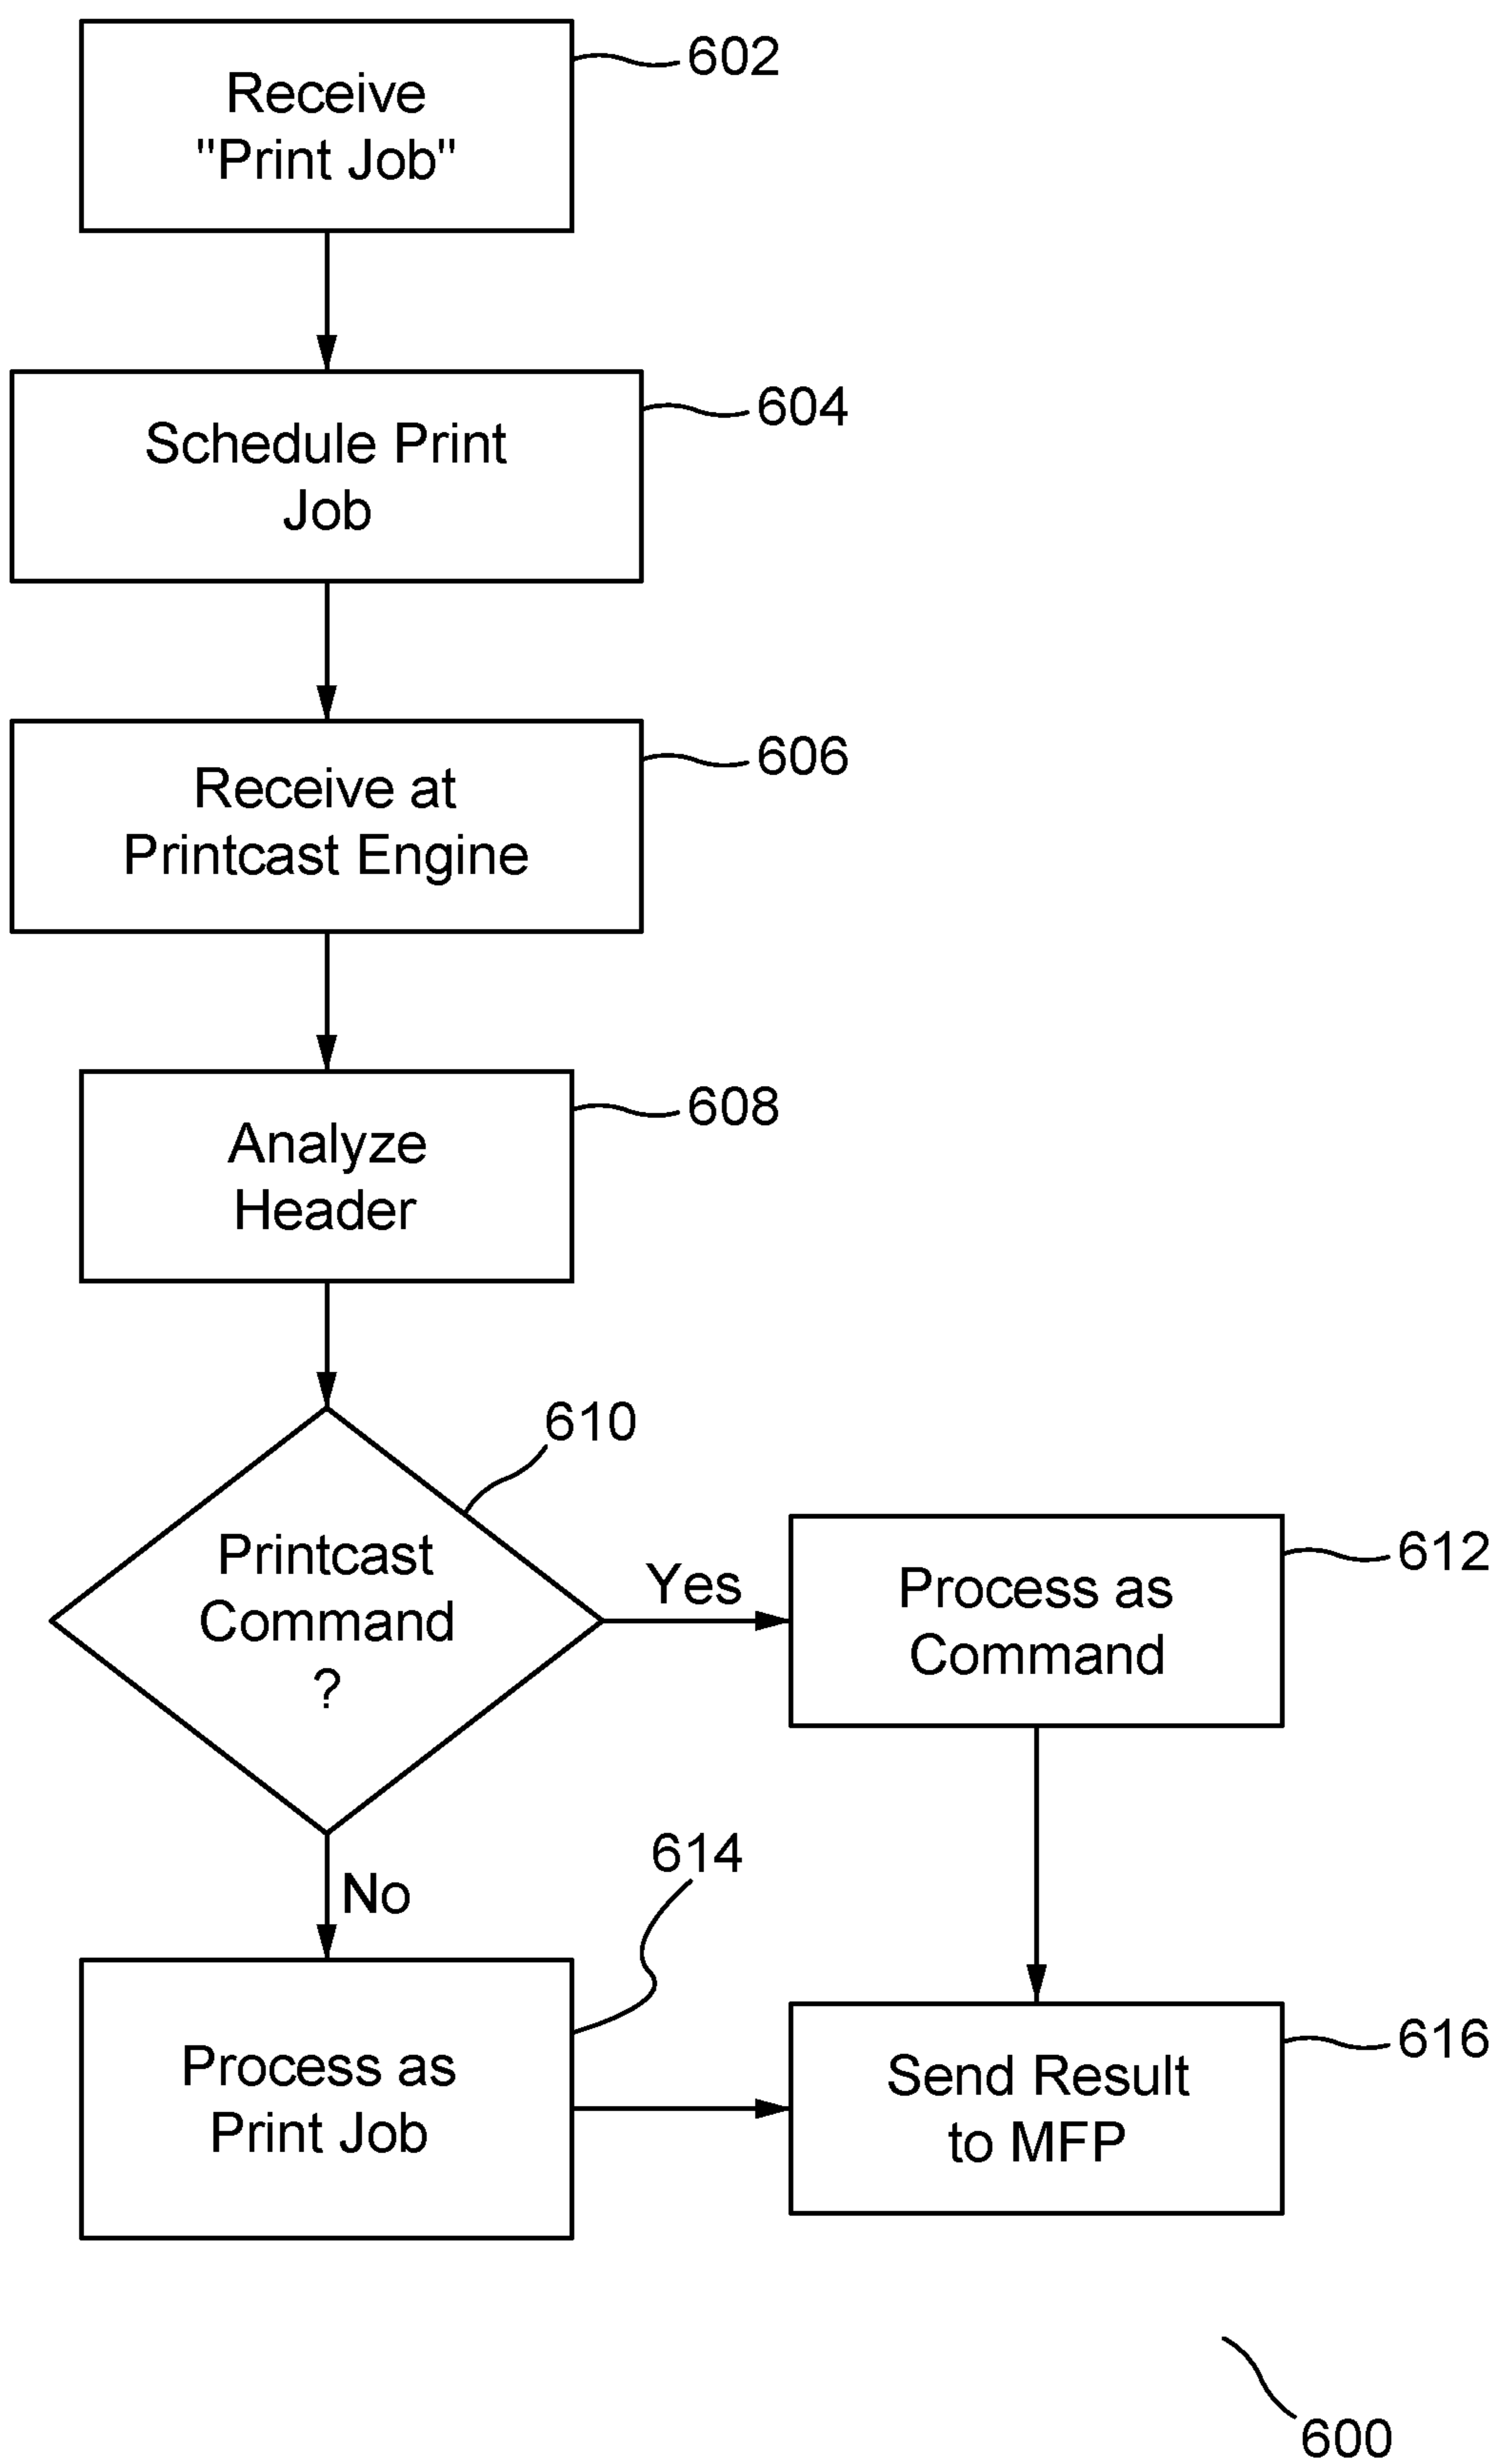 Receive
"Print Job"
602
Schedule Print
Job
604
Receive at
Printcast Engine
606
Analyze
Header
608
610
Printcast
Command
?
Yes
Process as
Command
612
No
614
Process as
Print Job
Send Result
to MFP
616
600